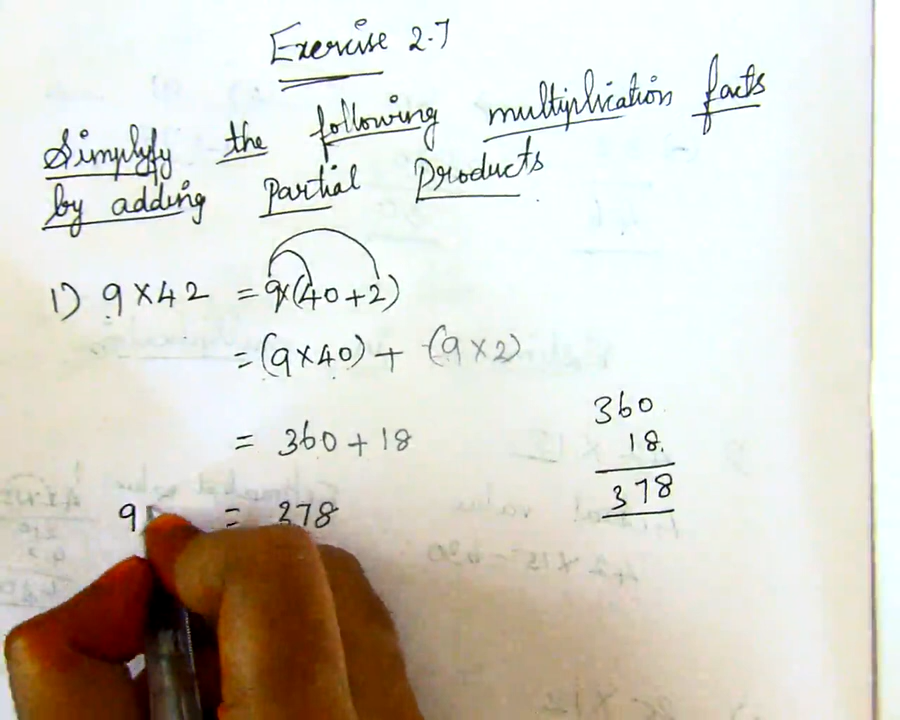 Exercise 2.7
Simplyfy the following multiplication facts
by adding Partial Products
1) 9 × 42 = 9×(40+2)
= (9×40) + (9×2)
= 360 + 18
9 = 378
360
18
378